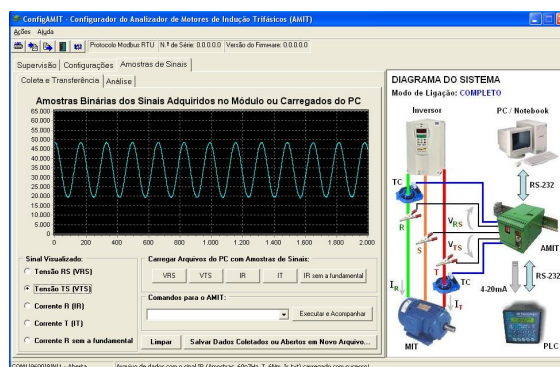 ConfigAMIT - Configurador do Analizador de Motores de Indução Trifásicos (AMIT)
Ações Ajuda
Protocolo Modbus RTU N.º de Série: 0.0.0.0 Versão do Firmware: 0.0.0.0
Supervisão Configurações Amostras de Sinais
Coleta e Transferência Análise
Amostras Binárias dos Sinais Adquiridos no Módulo ou Carregados do PC
65.000
60.000
55.000
50.000
45.000
40.000
35.000
30.000
25.000
20.000
15.000
10.000
5.000
0
0 200 400 600 800 1.000 1.200 1.400 1.600 1.800 2.000
Sinal Visualizado:
Tensão RS (VRS)
Tensão TS (VTS)
Corrente R (IR)
Corrente T (IT)
Corrente R sem a fundamental
Carregar Arquivos do PC com Amostras de Sinais:
VRS VTS IR IT IR sem a fundamental
Comandos para o AMIT:
Executar e Acompanhar
Limpar Salvar Dados Coletados ou Abertos em Novo Arquivo...
DIAGRAMA DO SISTEMA
Modo de Ligação: COMPLETO
Inversor PC / Notebook
TC RS-232
R VRS
S VTS AMIT
T
TC 4-20mA RS-232
IR IT
MIT PLC